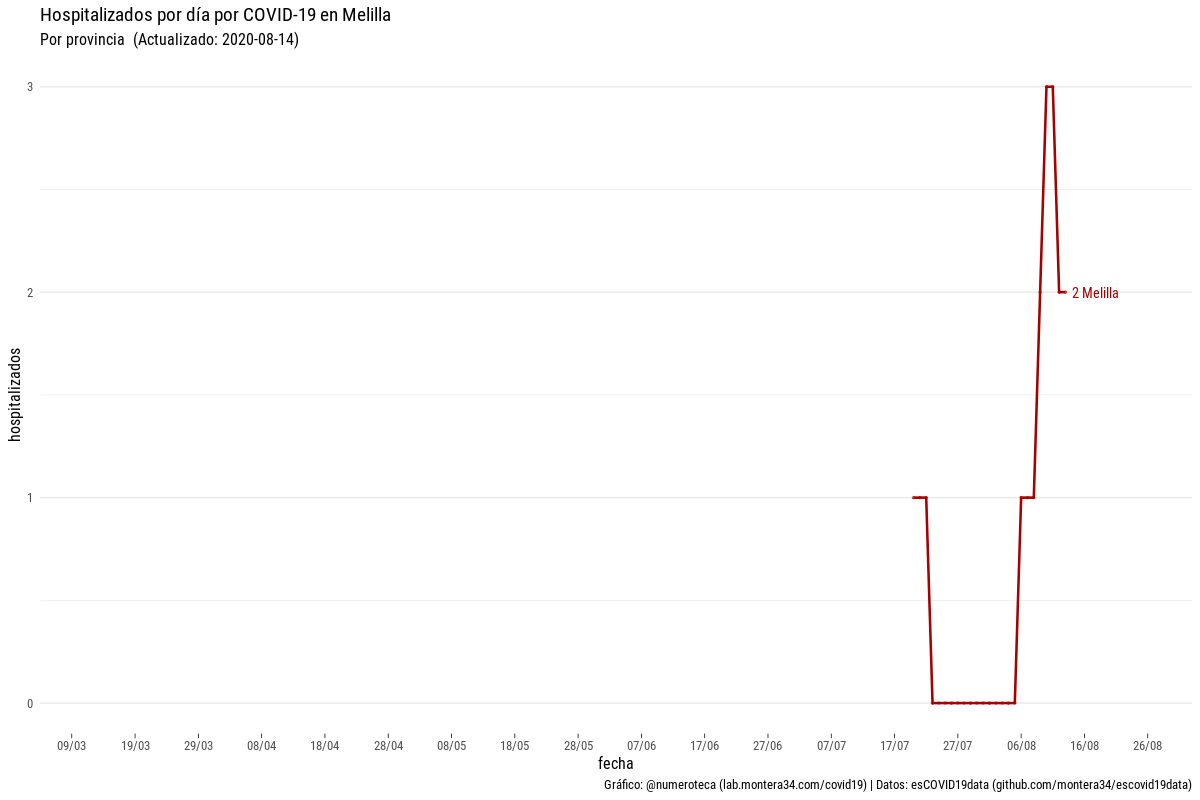 Hospitalizados por día por COVID-19 en Melilla
Por provincia (Actualizado: 2020-08-14)
3
2
1
0
hospitalizados
2 Melilla
09/03 19/03 29/03 08/04 18/04 28/04 08/05 18/05 28/05 07/06 17/06 27/06 07/07 17/07 27/07 06/08 16/08 26/08
fecha
Gráfico: @numeroteca (lab.montera34.com/covid19) | Datos: esCOVID19data (github.com/montera34/escovid19data)